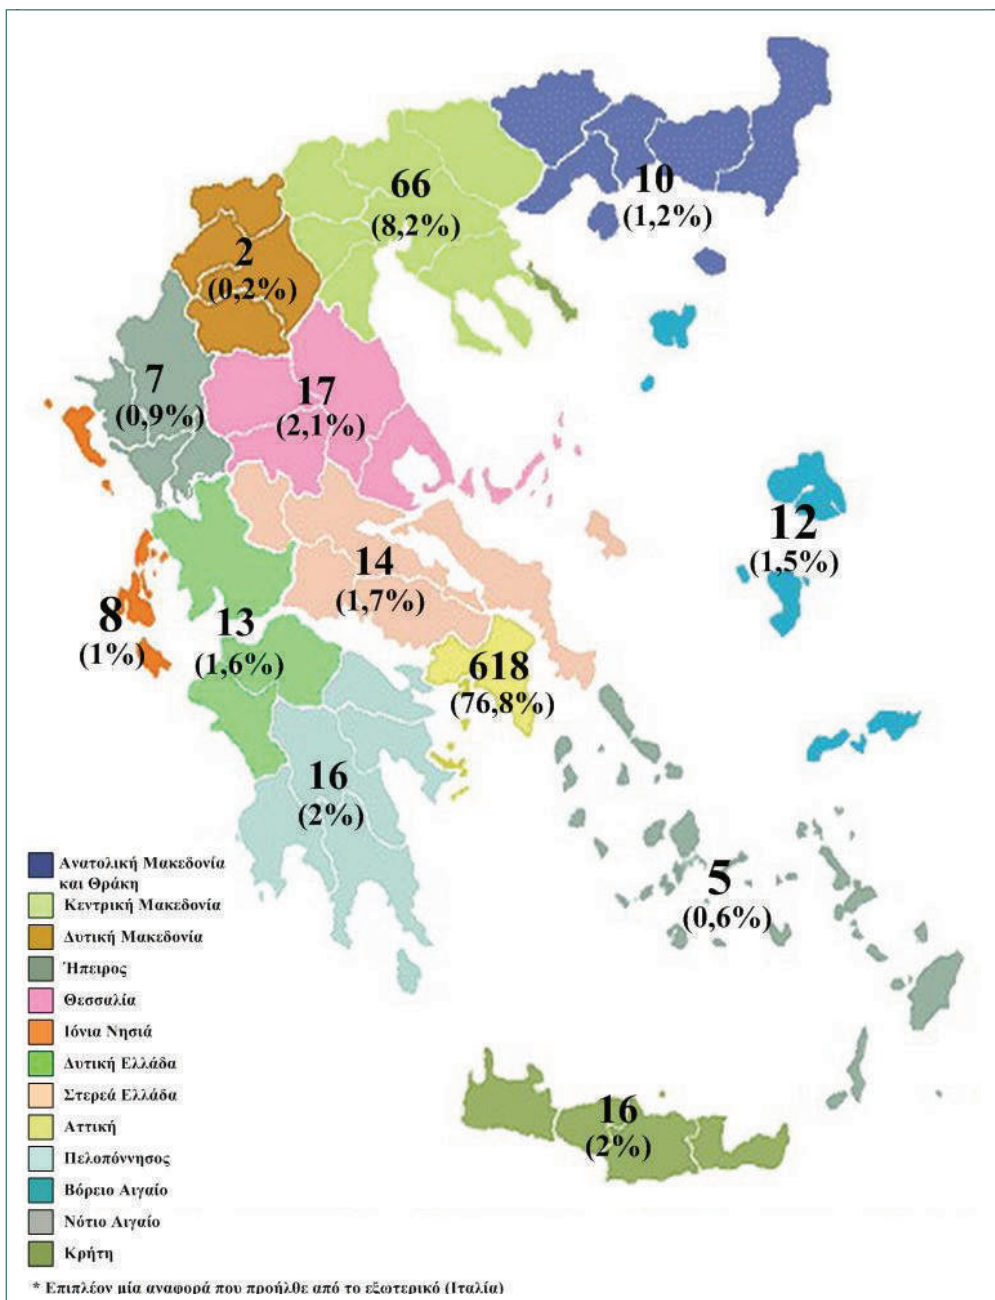 10
(1,2%)
66
(8,2%)
2
(0,2%)
7
(0,9%)
17
(2,1%)
12
(1,5%)
14
(1,7%)
8
(1%)
13
(1,6%)
618
(76,8%)
16
(2%)
5
(0,6%)
16
(2%)
Ανατολική Μακεδονία
και Θράκη
Κεντρική Μακεδονία
Δυτική Μακεδονία
Ήπειρος
Θεσσαλία
Ιόνια Νησιά
Δυτική Ελλάδα
Στερεά Ελλάδα
Αττική
Πελοπόννησος
Βόρειο Αιγαίο
Νότιο Αιγαίο
Κρήτη
* Επιπλέον μία αναφορά που προήλθε από το εξωτερικό (Ιταλία)